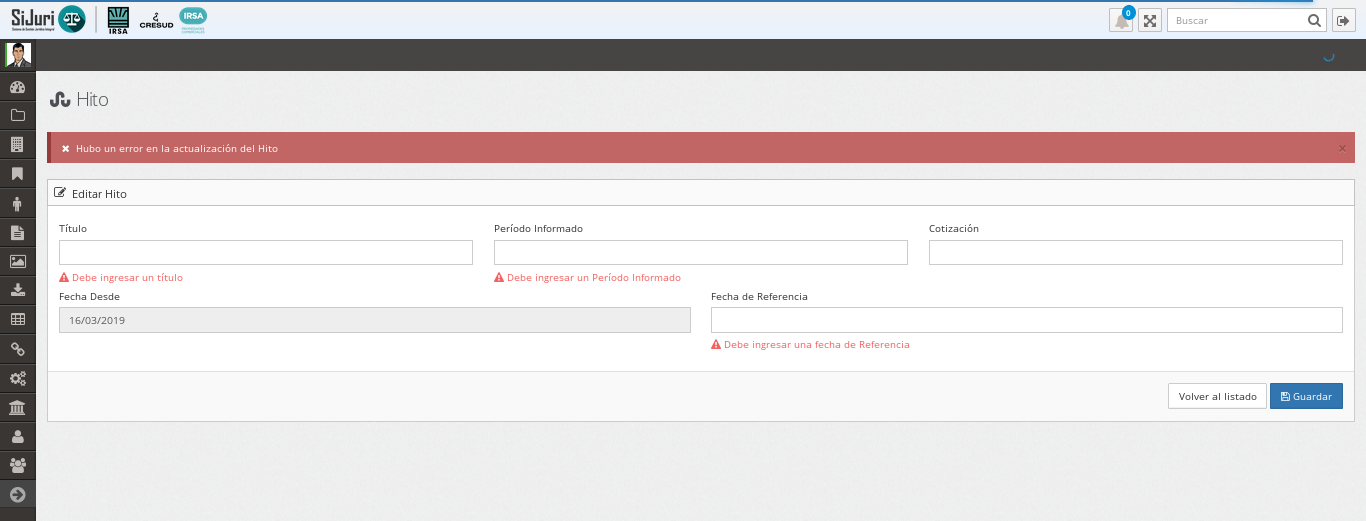 SiJuri
IRSA
CRESUD
IRSA
0
Buscar
Hito
Hubo un error en la actualización del Hito
×
Editar Hito
Título
Período Informado
Cotización
Debe ingresar un título
Debe ingresar un Período Informado
Fecha Desde
Fecha de Referencia
16/03/2019
Debe ingresar una fecha de Referencia
Volver al listado
Guardar